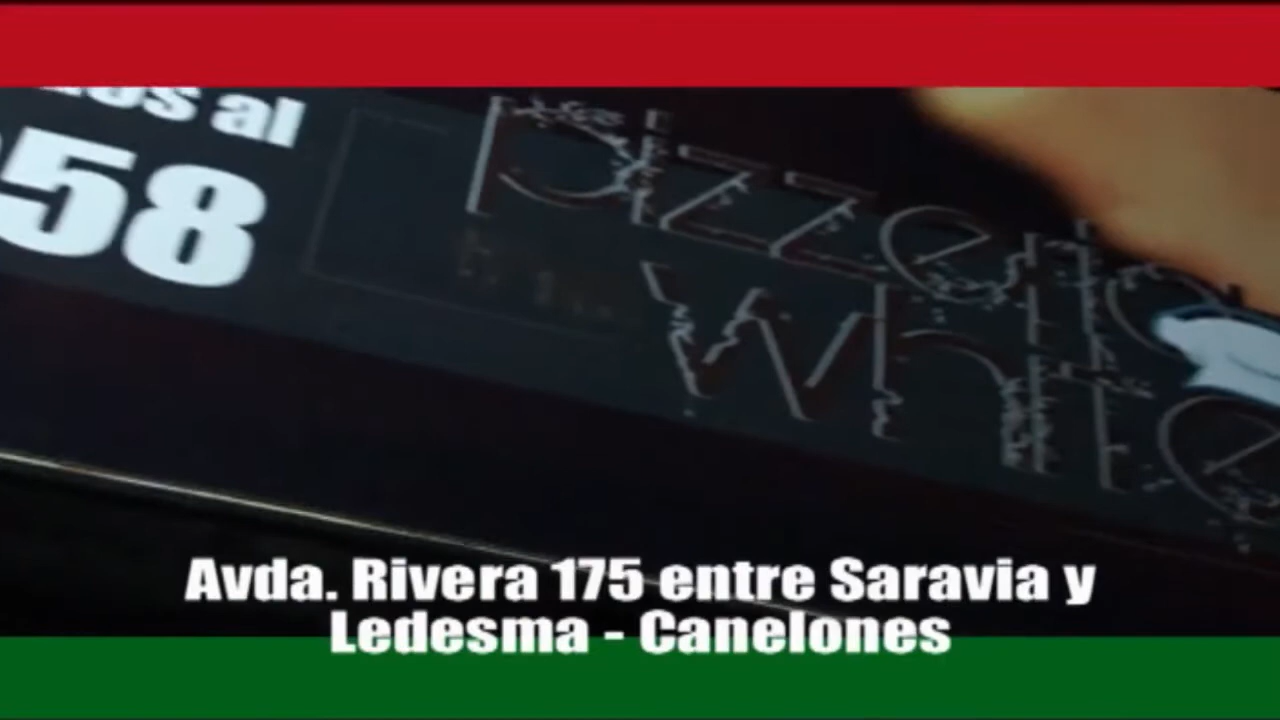 al
58
pizzeria
white
Avda. Rivera 175 entre Saravia y
Ledesma - Canelones